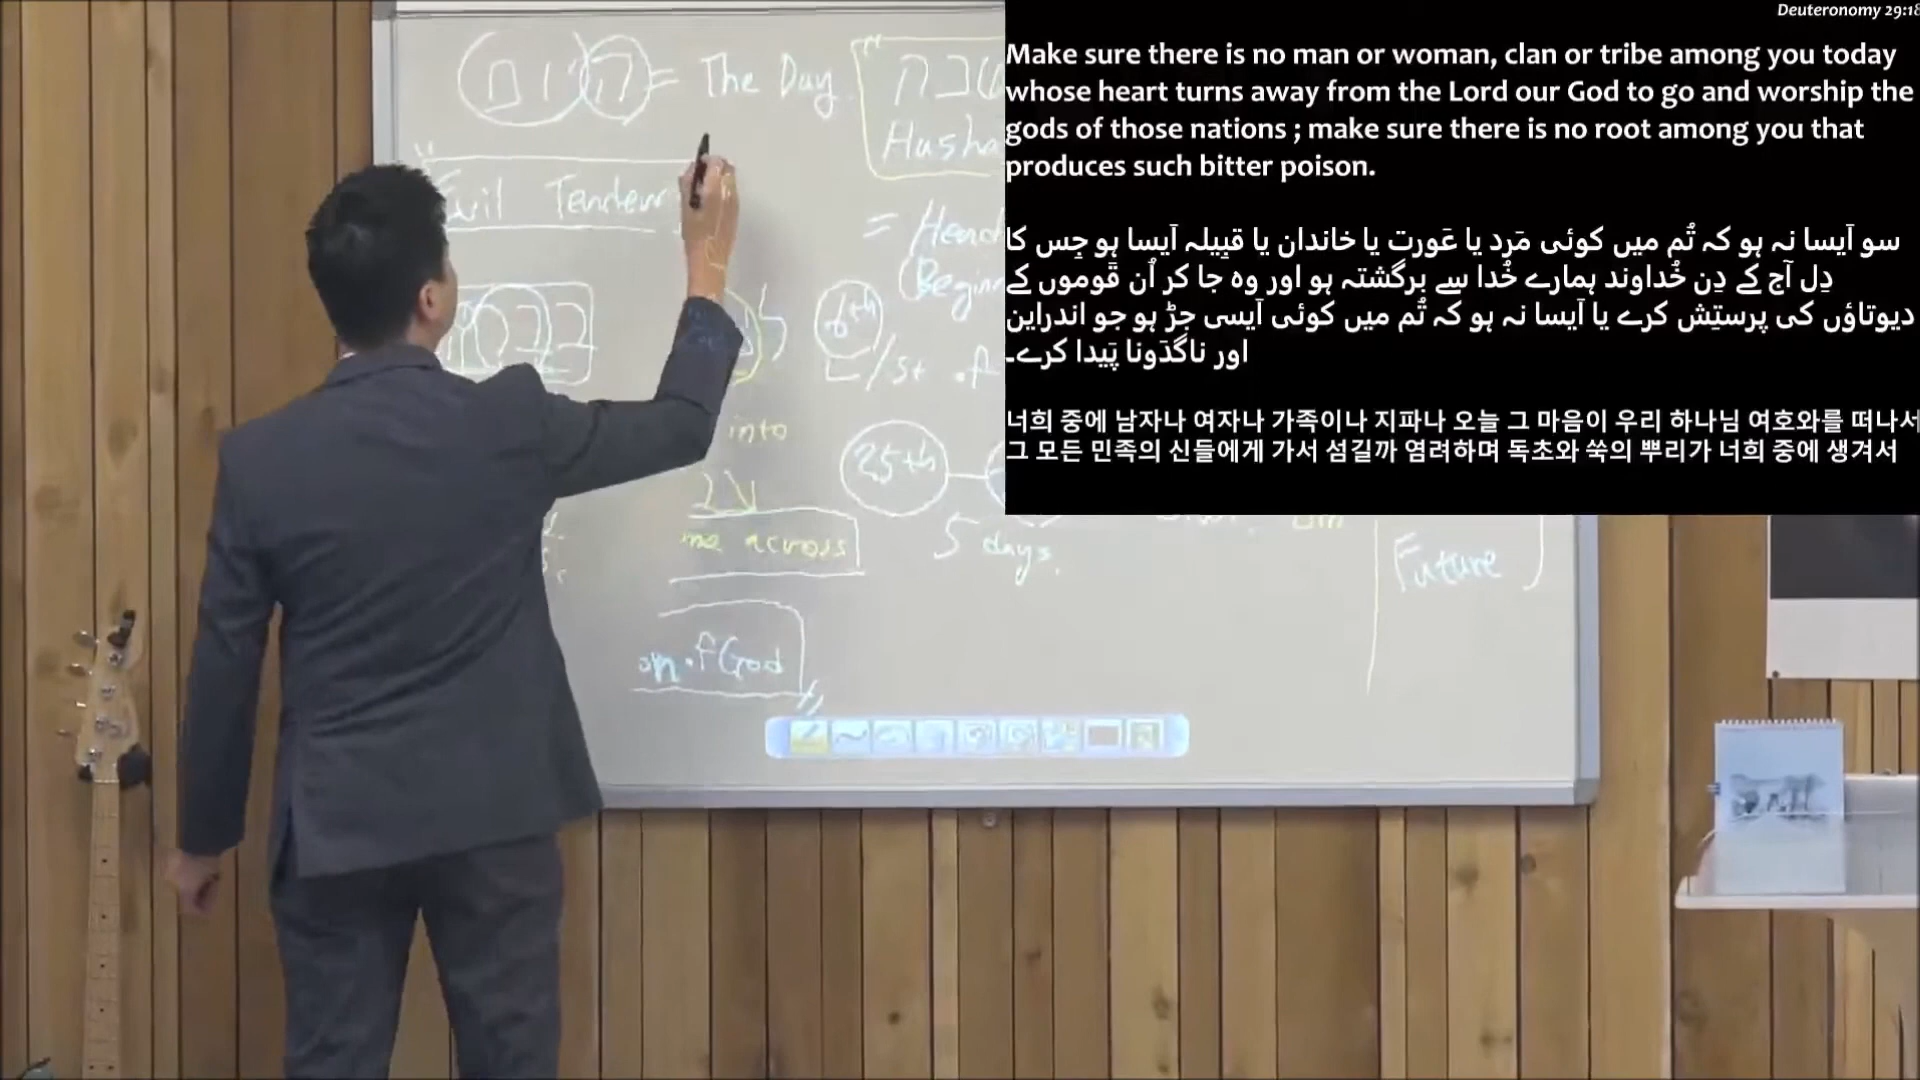 Deuteronomy 29:18
Make sure there is no man or woman, clan or tribe among you today
whose heart turns away from the Lord our God to go and worship the
gods of those nations ; make sure there is no root among you that
produces such bitter poison.
سو اَیسا نہ ہو کہ تُم میں کوئی مَرد یا عَورت یا خاندان یا قبِیلہ اَیسا ہو جِس کا
دِل آج کے دِن خُداوند ہمارے خُدا سے برگشتہ ہو اور وہ جا کر اُن قَوموں کے
دیوتاؤں کی پرستِش کرے یا اَیسا نہ ہو کہ تُم میں کوئی اَیسی جڑ ہو جو اندراین
اور ناگدَونا پَیدا کرے۔
너희 중에 남자나 여자나 가족이나 지파나 오늘 그 마음이 우리 하나님 여호와를 떠나서
그 모든 민족의 신들에게 가서 섬길까 염려하며 독초와 쑥의 뿌리가 너희 중에 생겨서
= The Day
Husha
Evil Tenden
= Head
(Beginn
6th
1st of
into
25th
me across
5 days.
Future
on of God